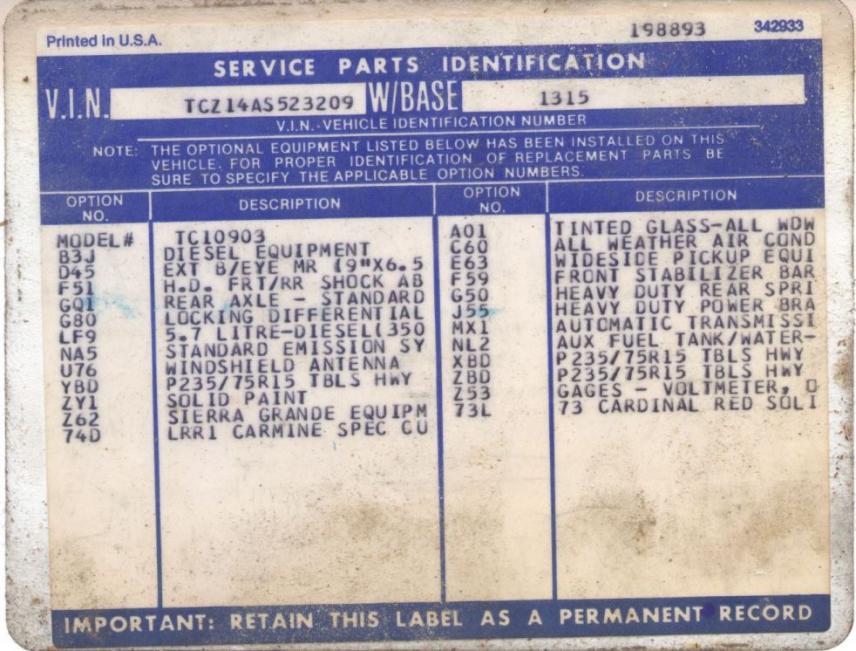 Printed in U.S.A. 198893 342933
SERVICE PARTS IDENTIFICATION
V.I.N. TCZ14AS523209 W/BASE 1315
V.I.N.-VEHICLE IDENTIFICATION NUMBER
NOTE: THE OPTIONAL EQUIPMENT LISTED BELOW HAS BEEN INSTALLED ON THIS
VEHICLE. FOR PROPER IDENTIFICATION OF REPLACEMENT PARTS BE
SURE TO SPECIFY THE APPLICABLE OPTION NUMBERS.
OPTION NO. DESCRIPTION
MODEL# TC10903
B3J DIESEL EQUIPMENT
D45 EXT B/EYE MR (9"X6.5
F51 H.D. FRT/RR SHOCK AB
GQ1 REAR AXLE - STANDARD
G80 LOCKING DIFFERENTIAL
LF9 5.7 LITRE-DIESEL(350
NA5 STANDARD EMISSION SY
U76 WINDSHIELD ANTENNA
YBD P235/75R15 TBLS HWY
ZY1 SOLID PAINT
Z62 SIERRA GRANDE EQUIPM
74D LRR1 CARMINE SPEC CU
OPTION NO. DESCRIPTION
A01 TINTED GLASS-ALL WDW
C60 ALL WEATHER AIR COND
E63 WIDESIDE PICKUP EQUI
F59 FRONT STABILIZER BAR
G50 HEAVY DUTY REAR SPRI
J55 HEAVY DUTY POWER BRA
MX1 AUTOMATIC TRANSMISSI
NL2 AUX FUEL TANK/WATER-
XBD P235/75R15 TBLS HWY
ZBD P235/75R15 TBLS HWY
Z53 GAGES - VOLTMETER, O
73L 73 CARDINAL RED SOLI
IMPORTANT: RETAIN THIS LABEL AS A PERMANENT RECORD